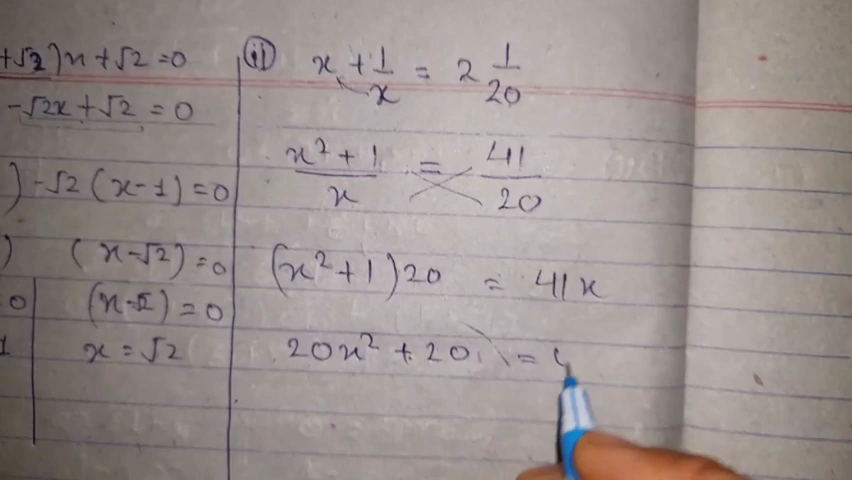 +√2)x+√2=0
-√2x+√2=0
)-√2(x-1)=0
) (x-√2)=0
0 (x-√2)=0
1 x=√2
(ii) x+1/x = 2 1/20
x²+1/x = 41/20
(x²+1)20 = 41x
20x²+20 =